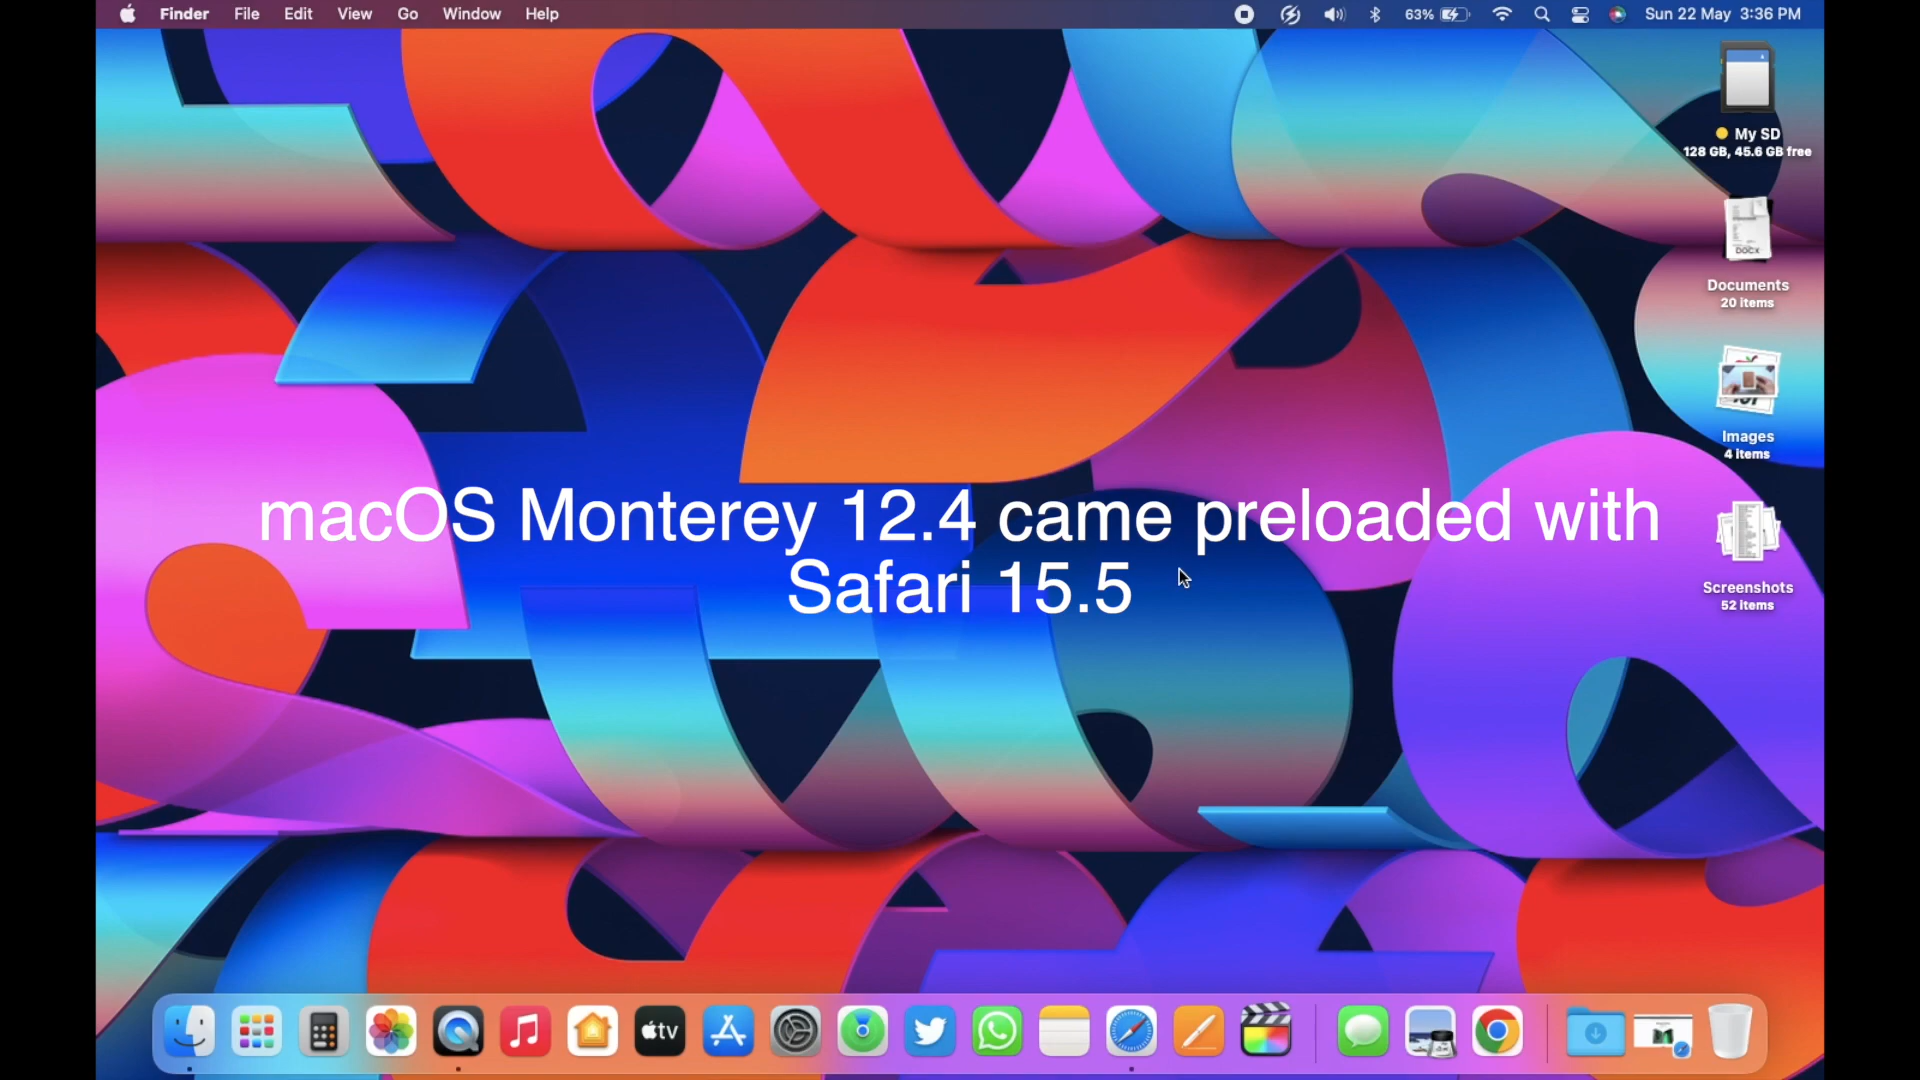 Finder File Edit View Go Window Help 63% Sun 22 May 3:36 PM
My SD
128 GB, 45.6 GB free
DOCX
Documents
20 items
Images
4 items
macOS Monterey 12.4 came preloaded with
Safari 15.5
Screenshots
52 items
tv